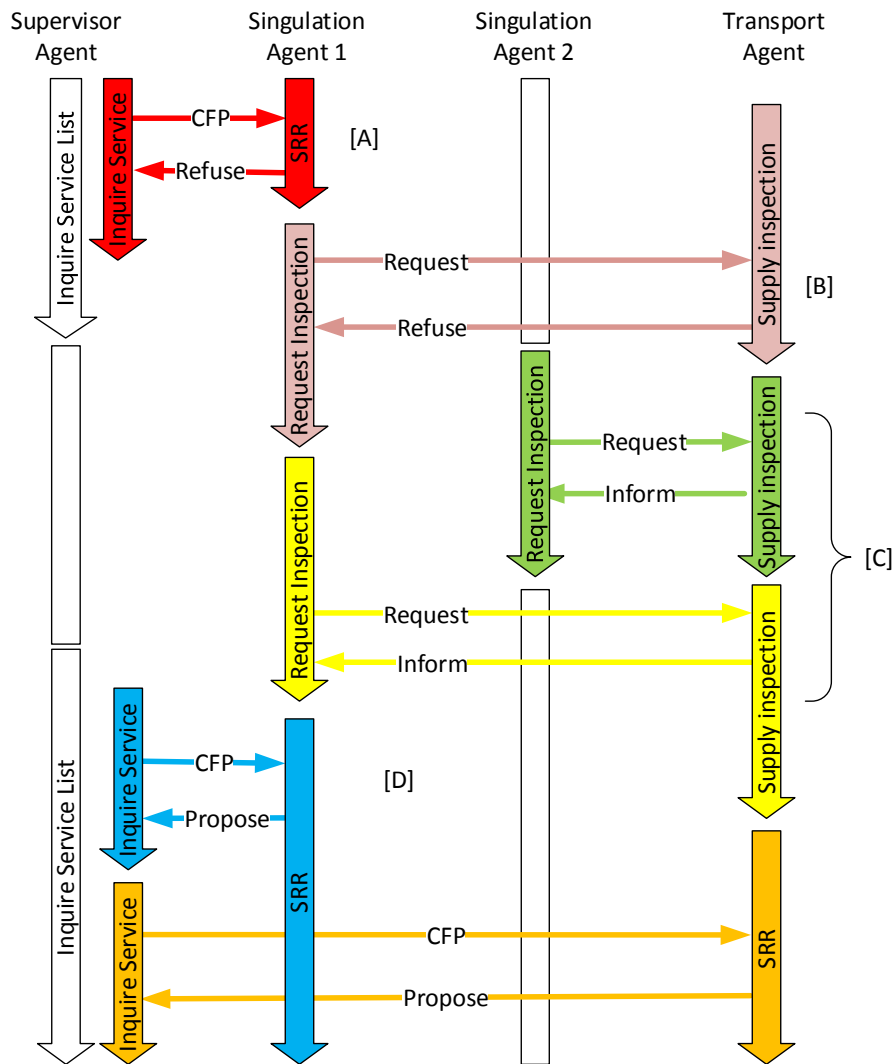 Supervisor Agent
Singulation Agent 1
Singulation Agent 2
Transport Agent
Inquire Service List
Inquire Service
CFP
SRR
[A]
Refuse
Request Inspection
Request
Supply inspection
[B]
Refuse
Request Inspection
Request
Supply inspection
Inform
[C]
Request Inspection
Request
Supply inspection
Inform
Inquire Service List
Inquire Service
CFP
SRR
[D]
Propose
Inquire Service
CFP
SRR
Propose